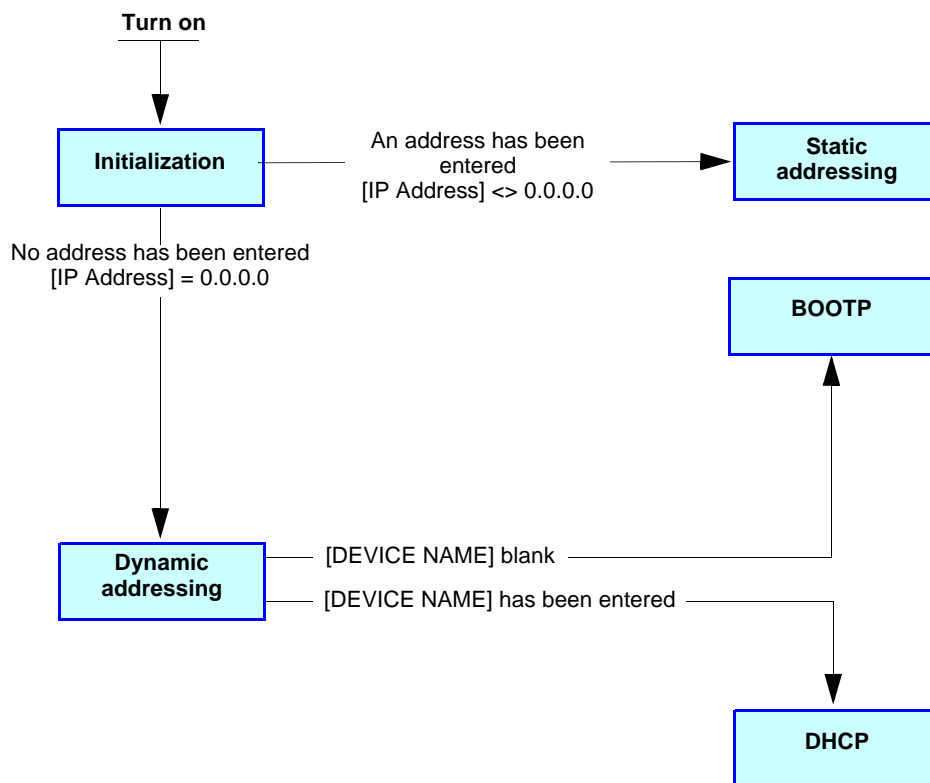 Turn on
Initialization
An address has been
entered
[IP Address] <> 0.0.0.0
Static
addressing
No address has been entered
[IP Address] = 0.0.0.0
BOOTP
Dynamic
addressing
[DEVICE NAME] blank
[DEVICE NAME] has been entered
DHCP